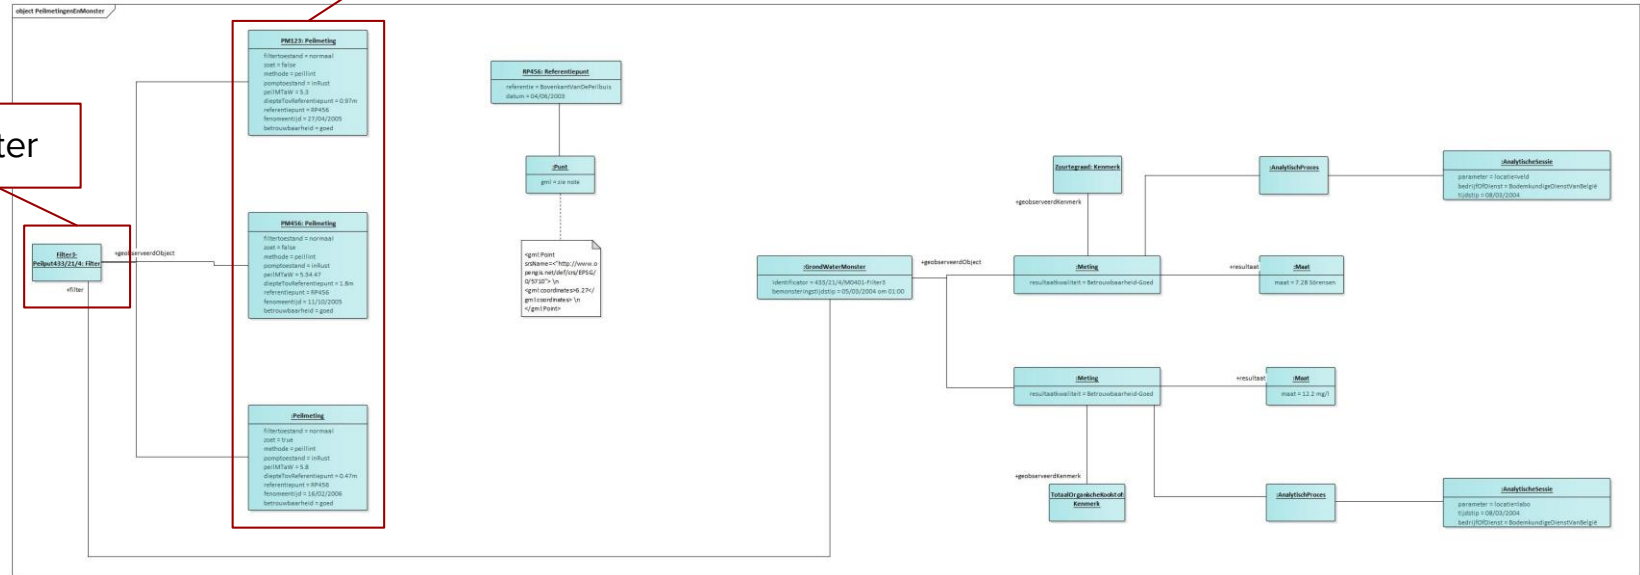 object PeilmetingenEnMonster
ter
Filter3-
Peilput433/21/4: Filter
+geobserveerdObject
+filter
PM123: Peilmeting
filtertoestand = normaal
zoet = false
methode = peillint
pomptoestand = inRust
peilMTaW = 5.3
diepteTovReferentiepunt = 0.97m
referentiepunt = RP456
fenomeentijd = 27/04/2005
betrouwbaarheid = goed
PM456: Peilmeting
filtertoestand = normaal
zoet = false
methode = peillint
pomptoestand = inRust
peilMTaW = 5.34.47
diepteTovReferentiepunt = 1.8m
referentiepunt = RP456
fenomeentijd = 11/10/2005
betrouwbaarheid = goed
:Peilmeting
filtertoestand = normaal
zoet = true
methode = peillint
pomptoestand = inRust
peilMTaW = 5.8
diepteTovReferentiepunt = 0.47m
referentiepunt = RP456
fenomeentijd = 16/02/2006
betrouwbaarheid = goed
RP456: Referentiepunt
referentie = BovenkantVanDePeilbuis
datum = 04/06/2003
:Punt
gml = zie note
<gml:Point
srsName=<"http://www.o
pengis.net/def/crs/EPSG/
0/5710"> \n
<gml:coordinates>6.27</
gml:coordinates> \n
</gml:Point>
:GrondWaterMonster
identificator = 433/21/4/M0401-Filter3
bemonsteringstijdstip = 05/03/2004 om 01:00
+geobserveerdObject
Zuurtegraad: Kenmerk
+geobserveerdKenmerk
:Meting
resultaatkwaliteit = Betrouwbaarheid-Goed
+resultaat
:Maat
maat = 7.28 Sörensen
:AnalytischProces
:AnalytischeSessie
parameter = locatie=veld
bedrijfOfDienst = BodemkundigeDienstVanBelgië
tijdstip = 08/03/2004
:Meting
resultaatkwaliteit = Betrouwbaarheid-Goed
+resultaat
:Maat
maat = 12.2 mg/l
+geobserveerdKenmerk
TotaalOrganischeKooktof:
Kenmerk
:AnalytischProces
:AnalytischeSessie
parameter = locatie=labo
tijdstip = 08/03/2004
bedrijfOfDienst = BodemkundigeDienstVanBelgië